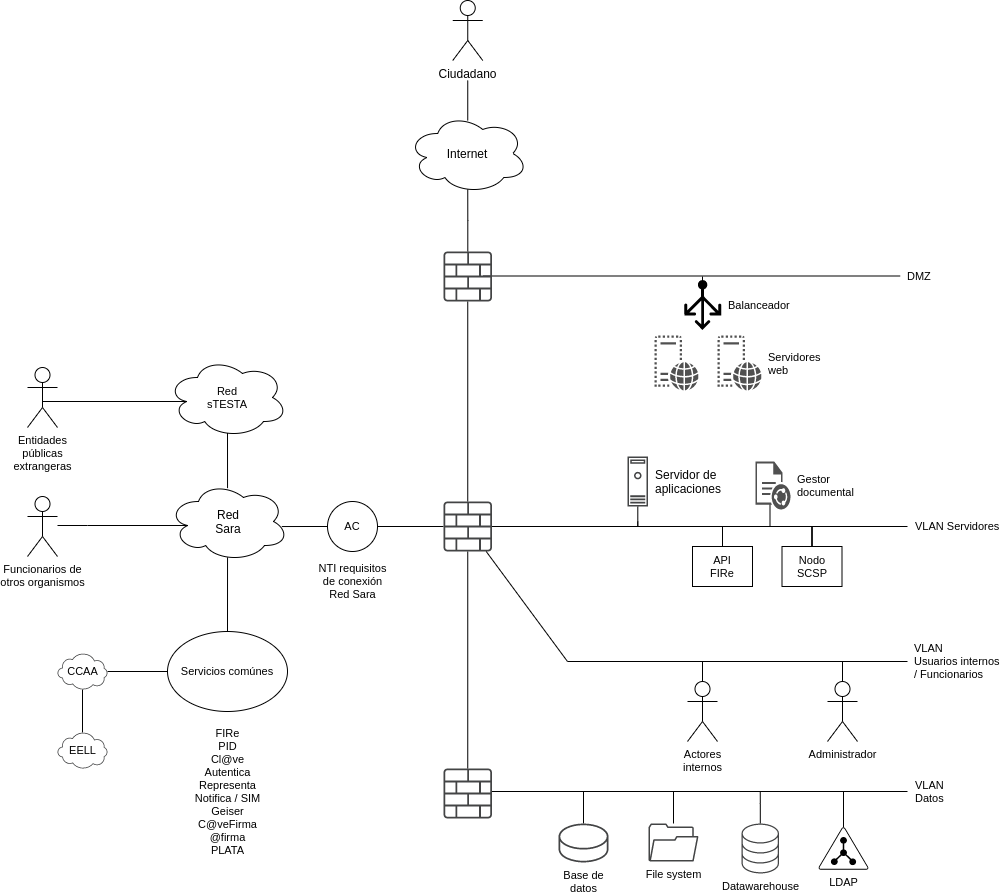 Ciudadano
Internet
DMZ
Balanceador
Servidores
web
Red
sTESTA
Entidades
públicas
extrangeras
Servidor de
aplicaciones
Gestor
documental
Red
Sara
AC
VLAN Servidores
Funcionarios de
otros organismos
NTI requisitos
de conexión
Red Sara
API
FIRe
Nodo
SCSP
VLAN
Usuarios internos
/ Funcionarios
CCAA
Servicios comúnes
EELL
Actores
internos
Administrador
FIRe
PID
Cl@ve
Autentica
Representa
Notifica / SIM
Geiser
C@veFirma
@firma
PLATA
VLAN
Datos
Base de
datos
File system
Datawarehouse
LDAP